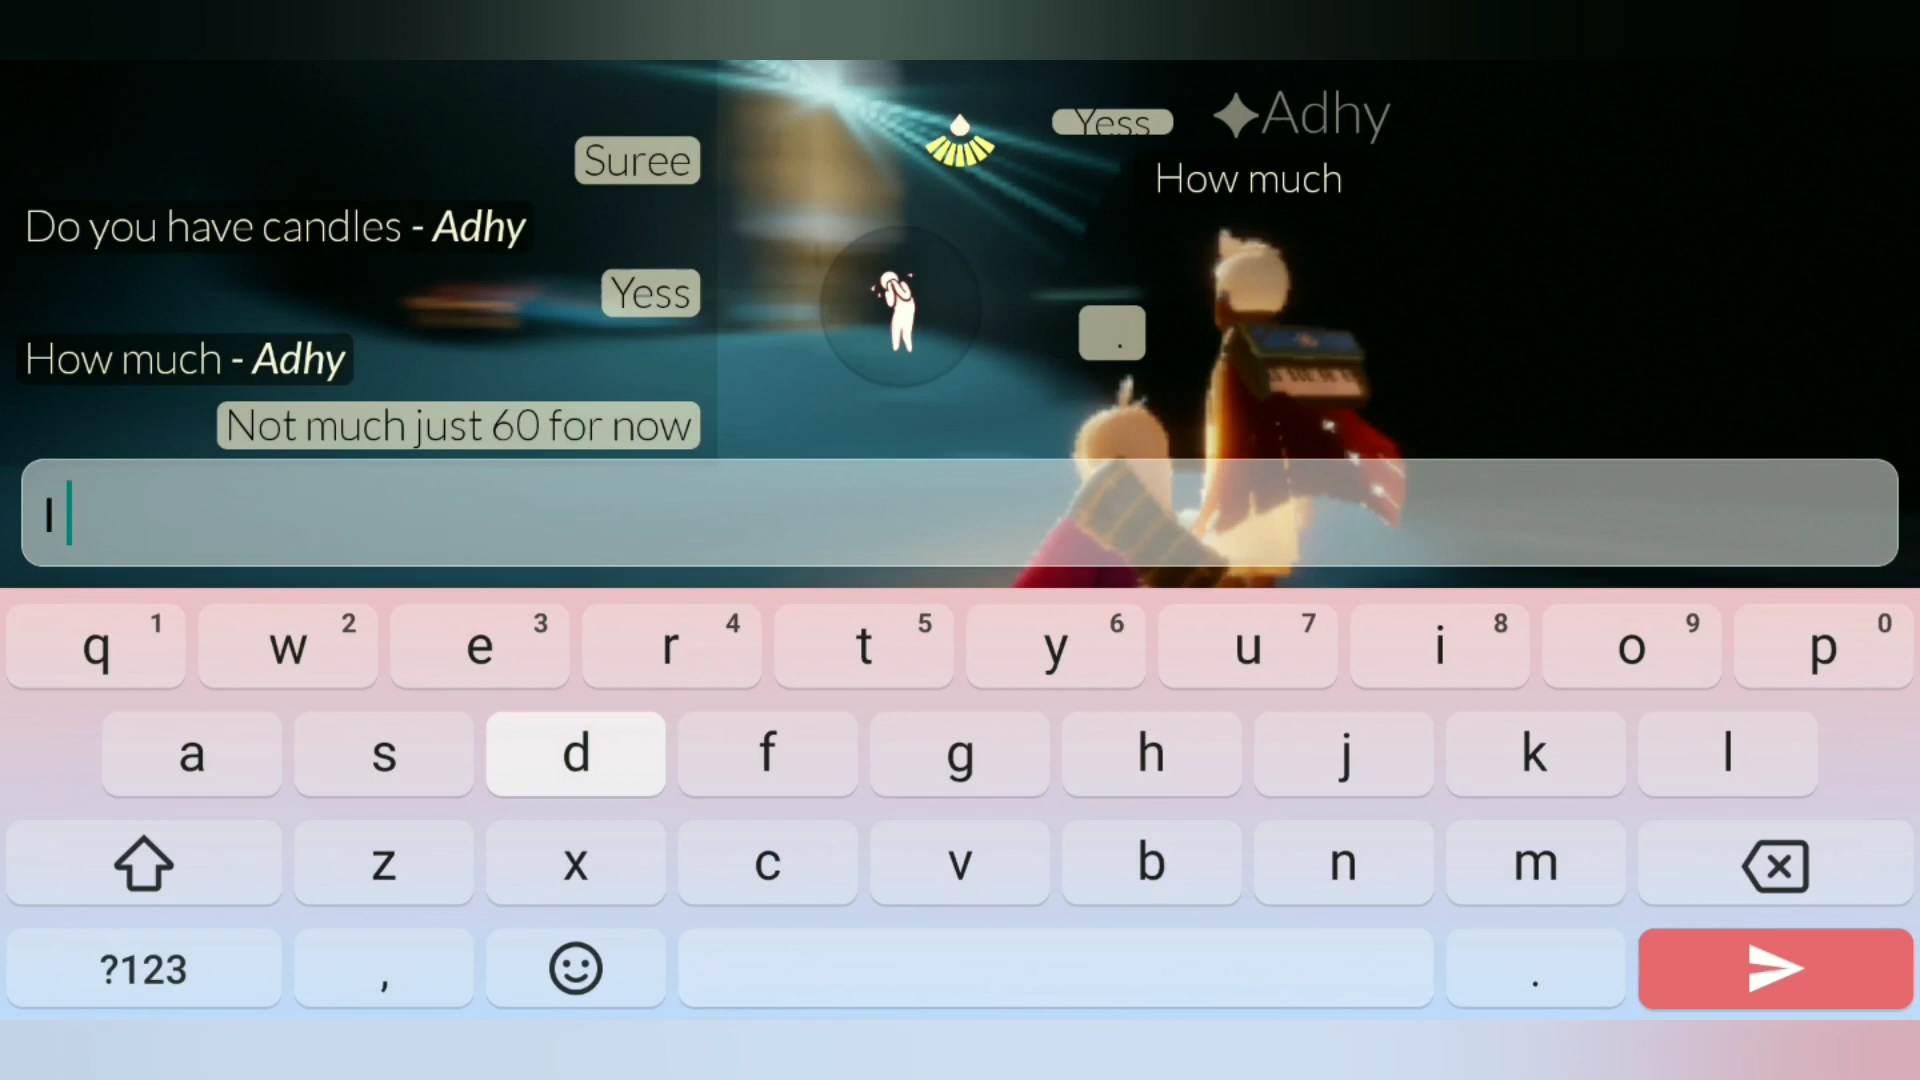 Yess
✦Adhy
How much
Suree
Do you have candles - Adhy
Yess
.
How much - Adhy
Not much just 60 for now
I
q 1 w 2 e 3 r 4 t 5 y 6 u 7 i 8 o 9 p 0
a s d f g h j k l
z x c v b n m
?123 , .